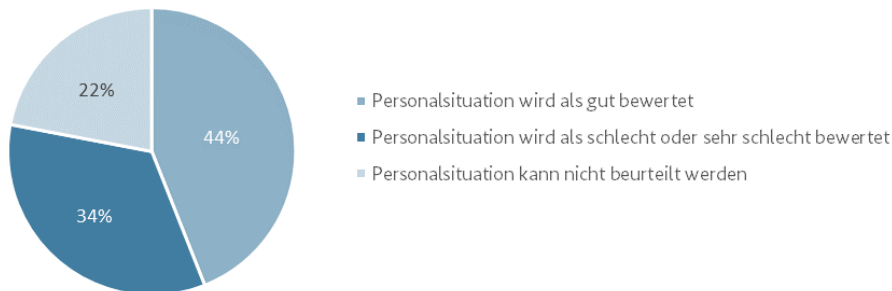 22%
44%
34%
Personalsituation wird als gut bewertet
Personalsituation wird als schlecht oder sehr schlecht bewertet
Personalsituation kann nicht beurteilt werden